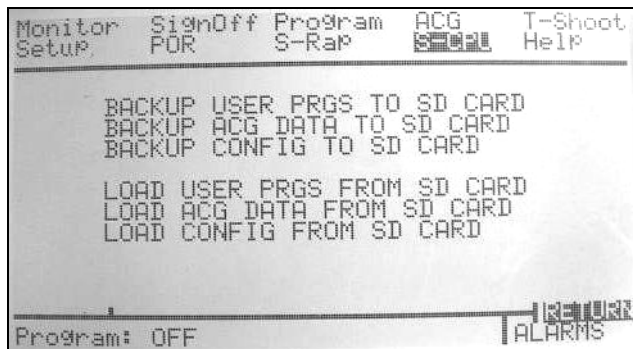 Monitor SignOff Program ACG T-Shoot
Setup POR S-Rap S-CPL Help
BACKUP USER PRGS TO SD CARD
BACKUP ACG DATA TO SD CARD
BACKUP CONFIG TO SD CARD
LOAD USER PRGS FROM SD CARD
LOAD ACG DATA FROM SD CARD
LOAD CONFIG FROM SD CARD
RETURN
Program: OFF ALARMS